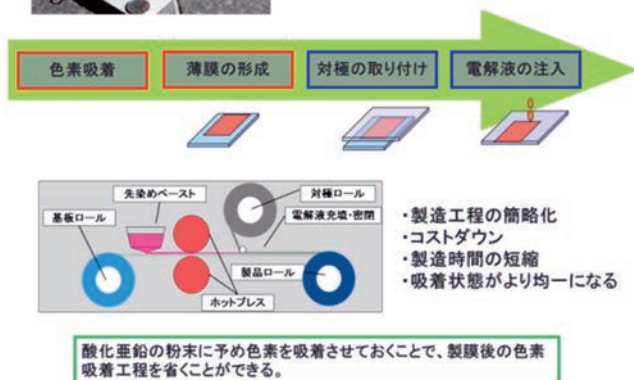 色素吸着
薄膜の形成
対極の取り付け
電解液の注入
先染めペースト
対極ロール
基板ロール
電解液充填・密閉
製品ロール
ホットプレス
・製造工程の簡略化
・コストダウン
・製造時間の短縮
・吸着状態がより均一になる
酸化亜鉛の粉末に予め色素を吸着させておくことで、製膜後の色素
吸着工程を省くことができる。